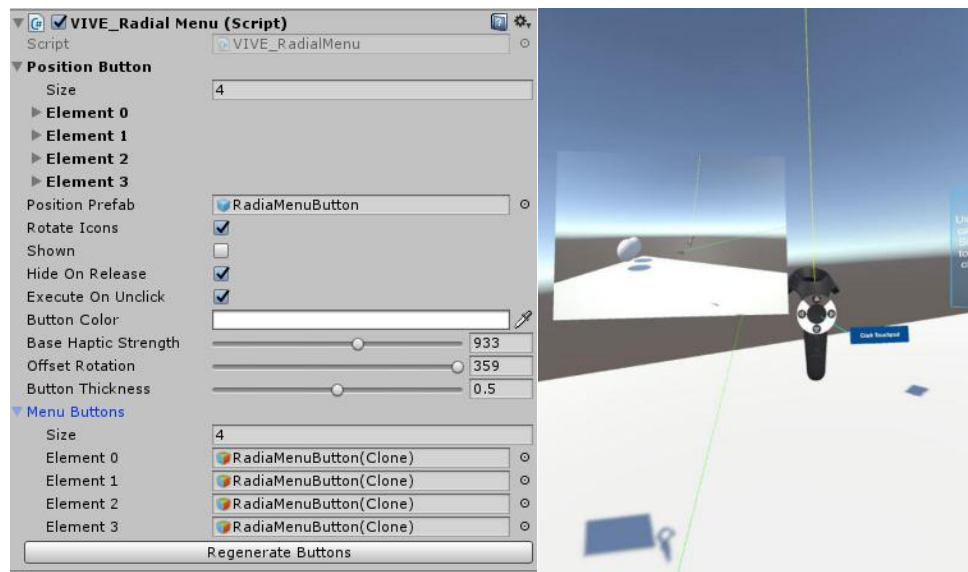 VIVE_Radial Menu (Script)
Script VIVE_RadialMenu
Position Button
Size 4
Element 0
Element 1
Element 2
Element 3
Position Prefab RadiaMenuButton
Rotate Icons
Shown
Hide On Release
Execute On Unclick
Button Color
Base Haptic Strength 933
Offset Rotation 359
Button Thickness 0.5
Menu Buttons
Size 4
Element 0 RadiaMenuButton(Clone)
Element 1 RadiaMenuButton(Clone)
Element 2 RadiaMenuButton(Clone)
Element 3 RadiaMenuButton(Clone)
Regenerate Buttons
Click Touchpad